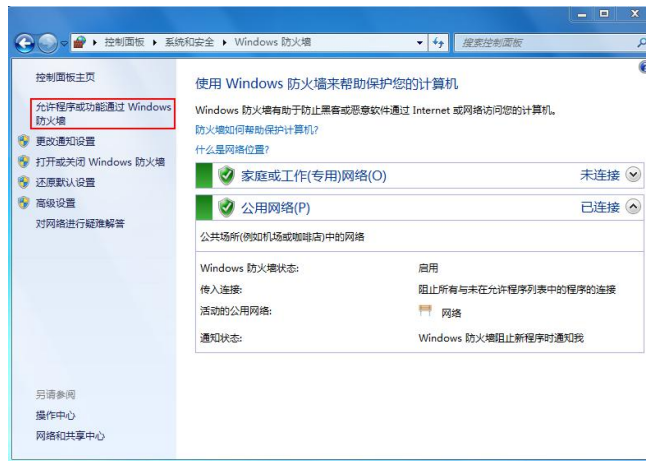 控制面板 ▸ 系统和安全 ▸ Windows 防火墙
搜索控制面板
控制面板主页
允许程序或功能通过 Windows
防火墙
更改通知设置
打开或关闭 Windows 防火墙
还原默认设置
高级设置
对网络进行疑难解答
另请参阅
操作中心
网络和共享中心
使用 Windows 防火墙来帮助保护您的计算机
Windows 防火墙有助于防止黑客或恶意软件通过 Internet 或网络访问您的计算机。
防火墙如何帮助保护计算机?
什么是网络位置?
家庭或工作(专用)网络(O) 未连接
公用网络(P) 已连接
公共场所(例如机场或咖啡店)中的网络
Windows 防火墙状态: 启用
传入连接: 阻止所有与未在允许程序列表中的程序的连接
活动的公用网络: 网络
通知状态: Windows 防火墙阻止新程序时通知我